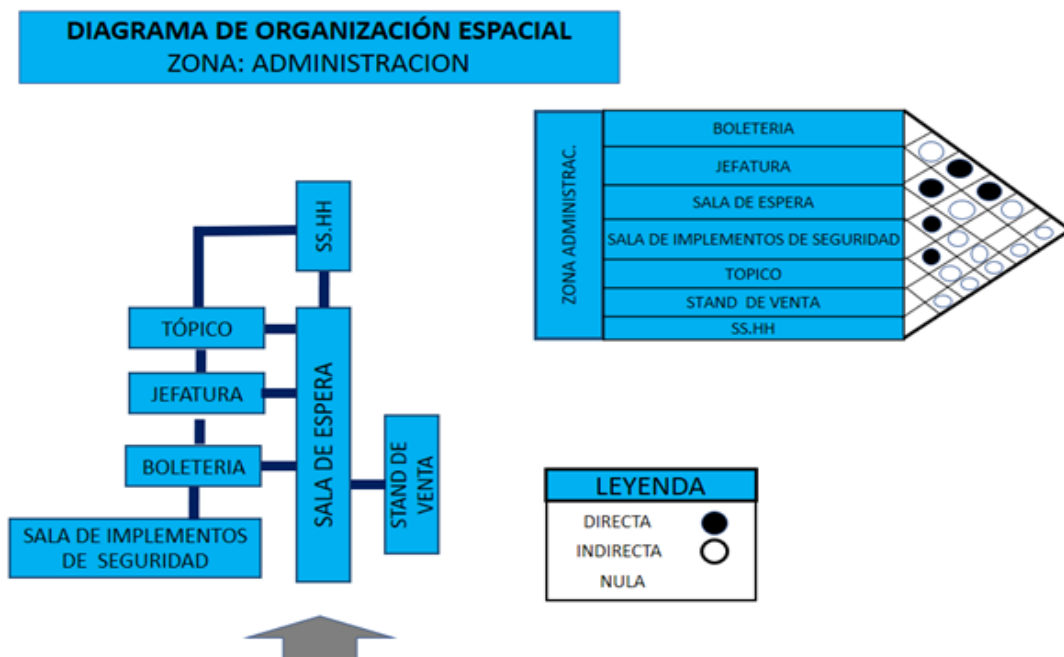 DIAGRAMA DE ORGANIZACIÓN ESPACIAL
ZONA: ADMINISTRACION
ZONA ADMINISTRAC.
BOLETERIA
JEFATURA
SALA DE ESPERA
SALA DE IMPLEMENTOS DE SEGURIDAD
TOPICO
STAND DE VENTA
SS.HH
SS.HH
TÓPICO
JEFATURA
BOLETERIA
SALA DE IMPLEMENTOS
DE SEGURIDAD
SALA DE ESPERA
STAND DE
VENTA
LEYENDA
DIRECTA
INDIRECTA
NULA